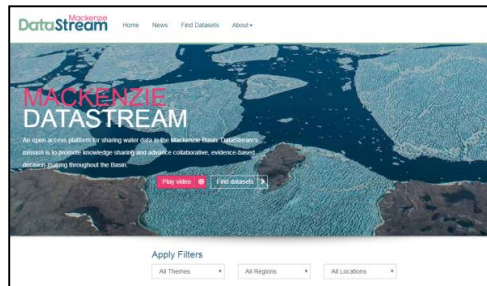 Mackenzie
DataStream
Home News Find Datasets About
MACKENZIE
DATASTREAM
An open access platform for sharing water data in the Mackenzie Basin. DataStream's
mission is to promote knowledge sharing and advance collaborative, evidence-based
decision-making throughout the Basin.
Play video Find datasets
Apply Filters
All Themes All Regions All Locations